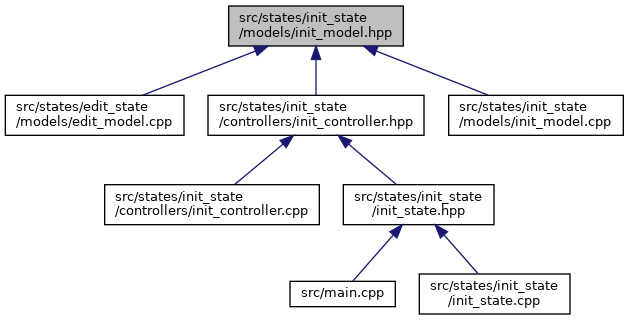 src/states/init_state
/models/init_model.hpp
src/states/edit_state
/models/edit_model.cpp
src/states/init_state
/controllers/init_controller.hpp
src/states/init_state
/models/init_model.cpp
src/states/init_state
/controllers/init_controller.cpp
src/states/init_state
/init_state.hpp
src/main.cpp
src/states/init_state
/init_state.cpp